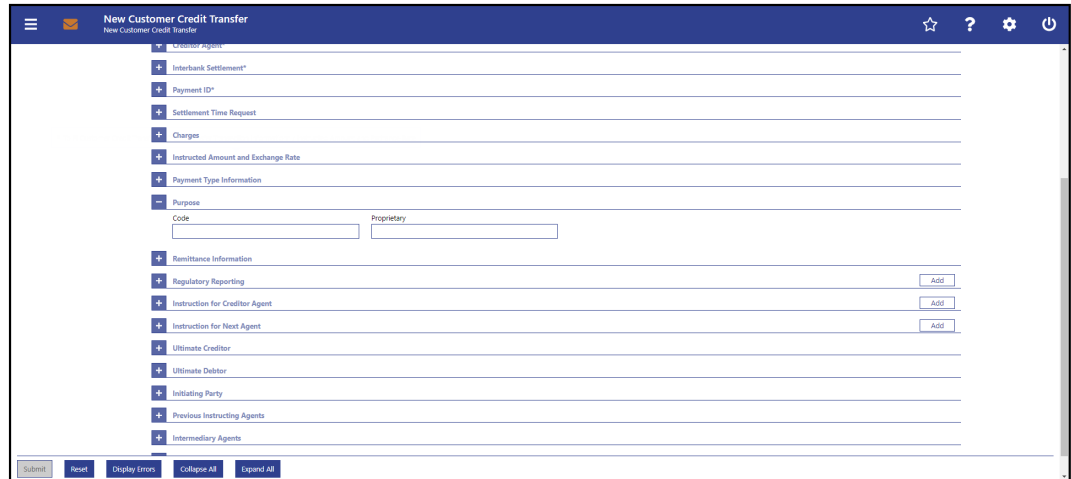 New Customer Credit Transfer
New Customer Credit Transfer
Creditor Agent*
Interbank Settlement*
Payment ID*
Settlement Time Request
Charges
Instructed Amount and Exchange Rate
Payment Type Information
Purpose
Code Proprietary
Remittance Information
Regulatory Reporting Add
Instruction for Creditor Agent Add
Instruction for Next Agent Add
Ultimate Creditor
Ultimate Debtor
Initiating Party
Previous Instructing Agents
Intermediary Agents
Submit Reset Display Errors Collapse All Expand All